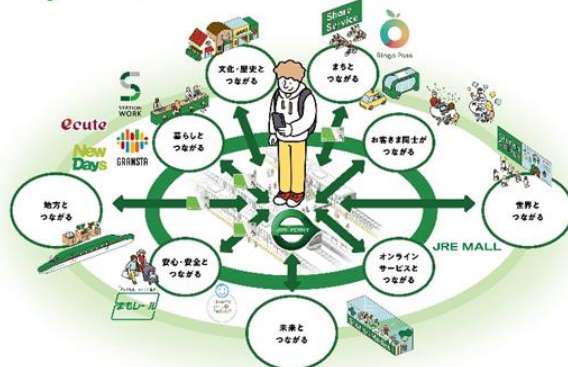 文化・歴史と
つながる
Share
Service
Ringo Pass
まちと
つながる
STATION
WORK
ecute
New
Days
GRANSTA
暮らしと
つながる
お客さま同士が
つながる
地方と
つながる
世界と
つながる
JRE POINT
JRE MALL
安心・安全と
つながる
オンライン
サービスと
つながる
まもレール
未来と
つながる